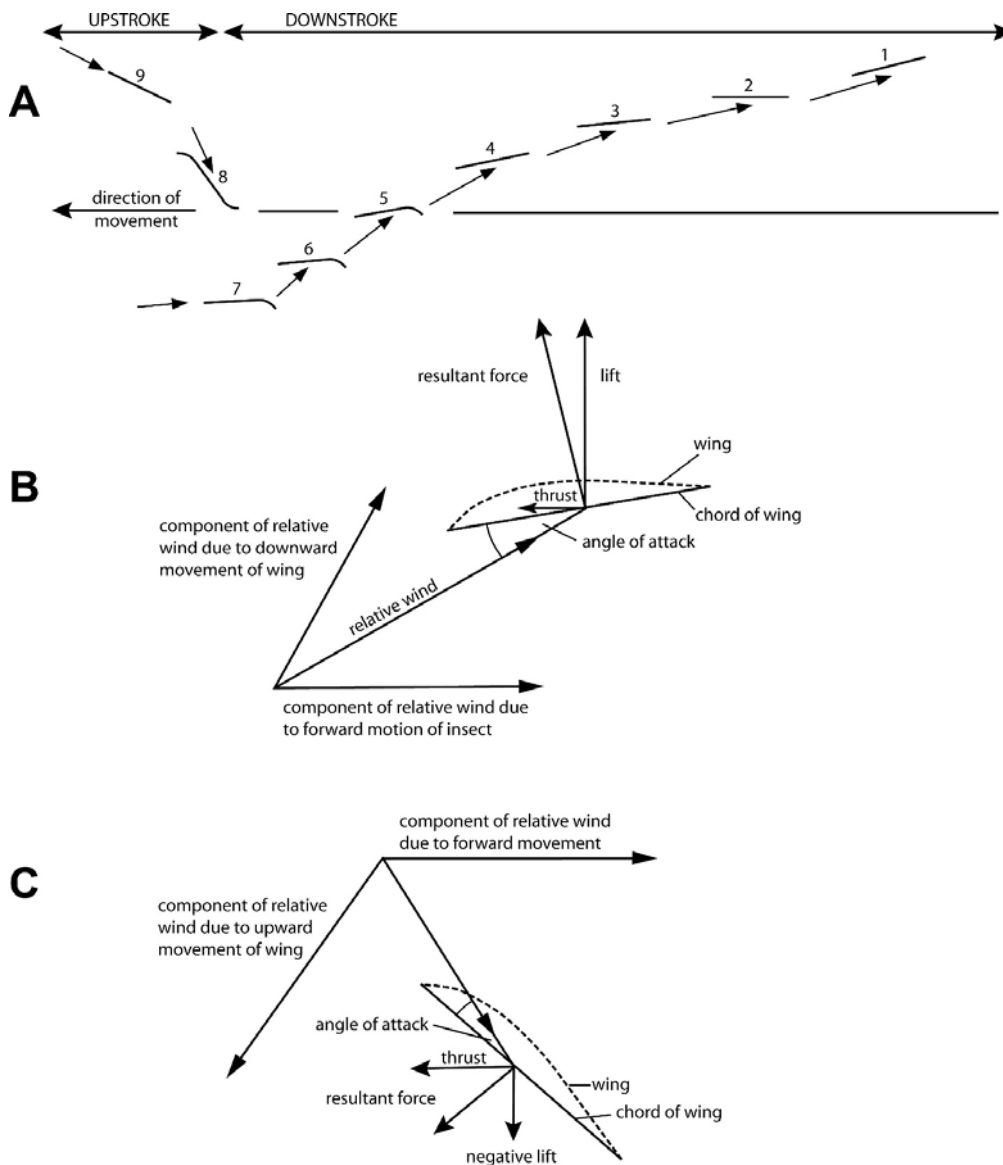 UPSTROKE
DOWNSTROKE
A
1
2
3
4
5
6
7
8
9
direction of
movement
B
resultant force
lift
wing
thrust
chord of wing
angle of attack
component of relative
wind due to downward
movement of wing
relative wind
component of relative wind due
to forward motion of insect
C
component of relative wind
due to forward movement
component of relative
wind due to upward
movement of wing
angle of attack
thrust
resultant force
wing
chord of wing
negative lift